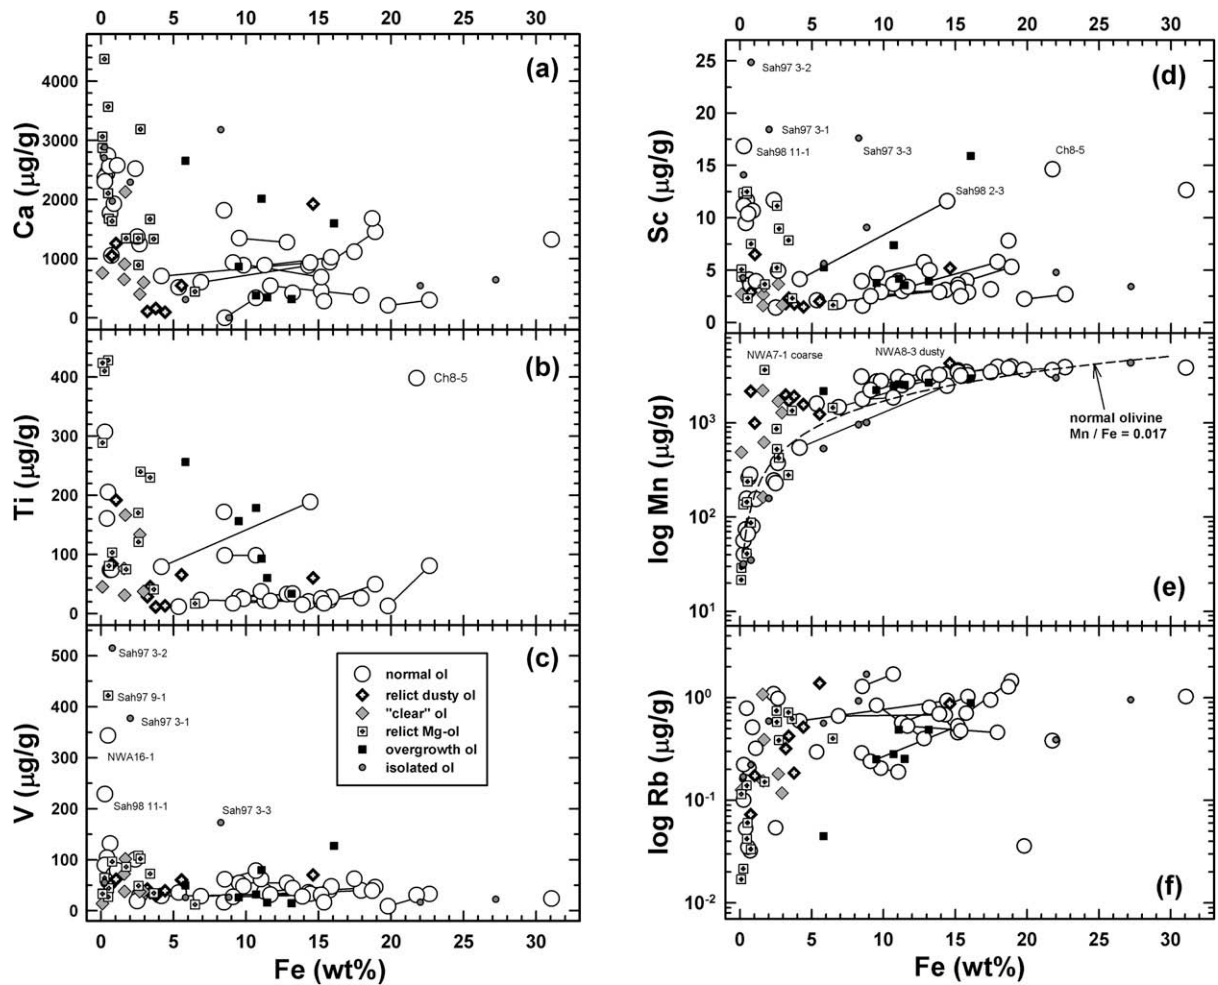 0 5 10 15 20 25 30
(a)
Ca (μg/g)
4000
3000
2000
1000
0
(b)
Ti (μg/g)
400
300
200
100
0
Ch8-5
(c)
V (μg/g)
500
400
300
200
100
0
Sah97 3-2
Sah97 9-1
Sah97 3-1
NWA16-1
Sah98 11-1
Sah97 3-3
normal ol
relict dusty ol
"clear" ol
relict Mg-ol
overgrowth ol
isolated ol
0 5 10 15 20 25 30
Fe (wt%)
0 5 10 15 20 25 30
(d)
Sc (μg/g)
25
20
15
10
5
0
Sah97 3-2
Sah97 3-1
Sah98 11-1
Sah97 3-3
Ch8-5
Sah98 2-3
(e)
log Mn (μg/g)
10³
10²
10¹
NWA7-1 coarse
NWA8-3 dusty
normal olivine
Mn / Fe = 0.017
(f)
log Rb (μg/g)
10⁰
10⁻¹
10⁻²
0 5 10 15 20 25 30
Fe (wt%)